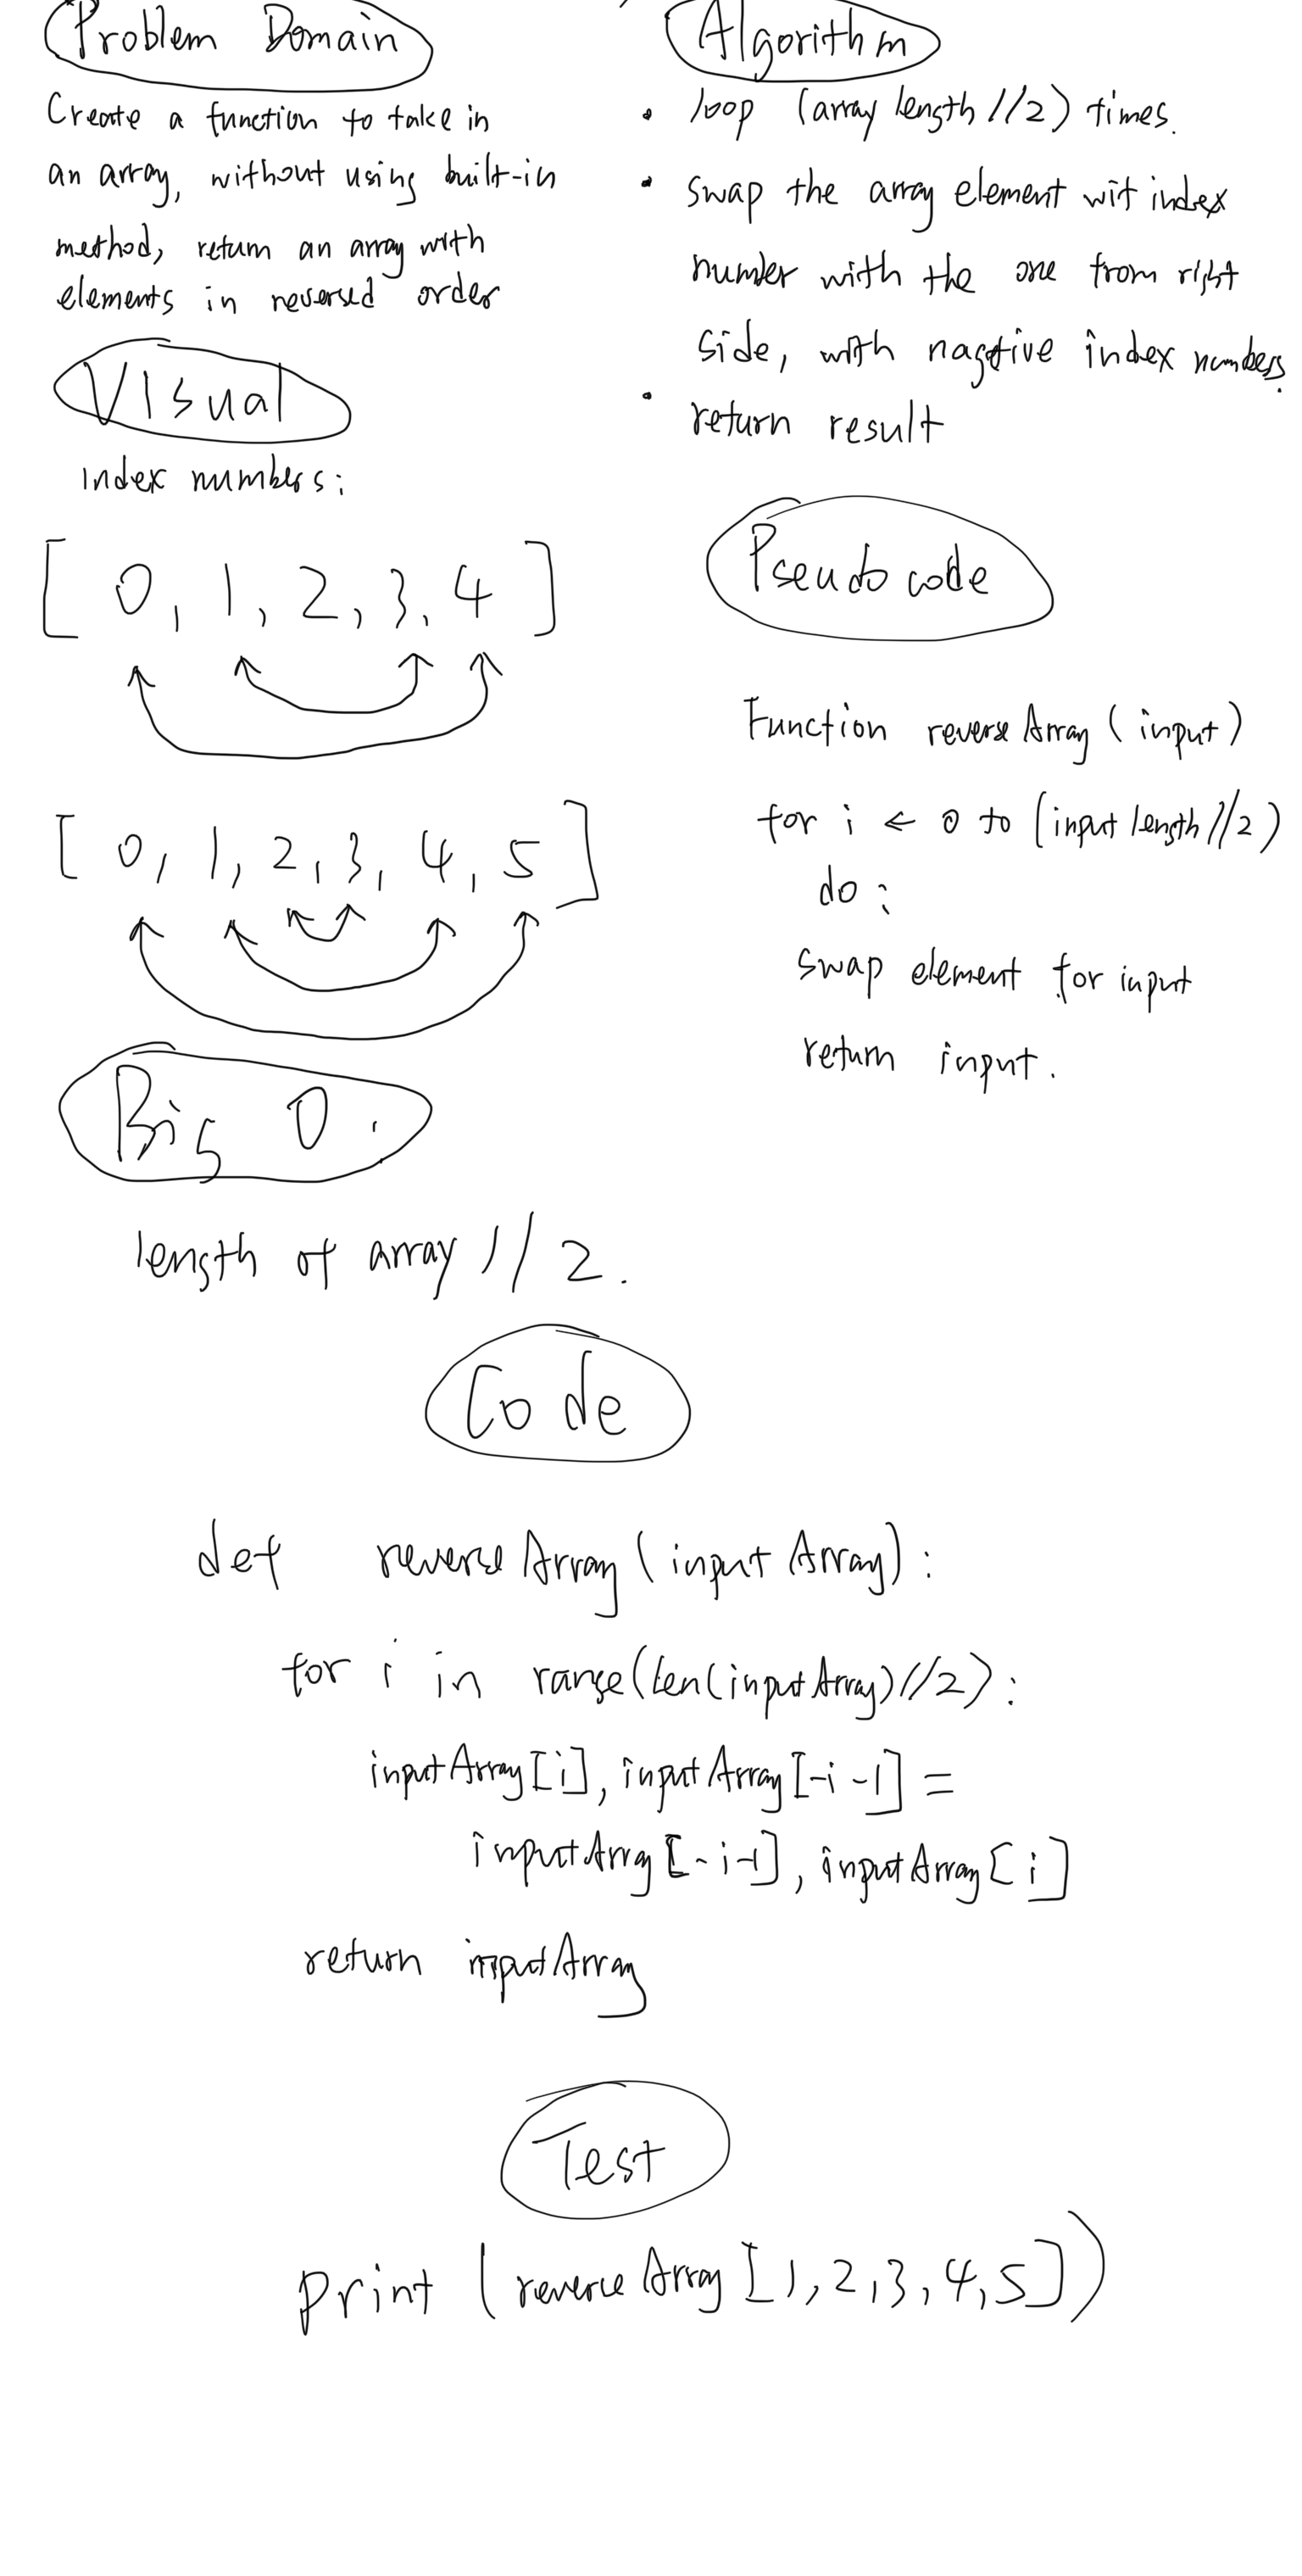 Problem Domain
Create a function to take in
an array, without using built-in
method, return an array with
elements in reversed order
Visual
Index numbers:
[ 0, 1, 2, 3, 4 ]
[ 0, 1, 2, 3, 4, 5 ]
Big O.
length of array // 2.
Algorithm
• loop (array length // 2) times.
• swap the array element wit index
number with the one from right
side, with nagetive index numbers.
• return result
Pseudo code
Function reverseArray (input)
for i ← 0 to (input length // 2)
do :
swap element for input
return input.
Code
def reverseArray (inputArray) :
for i in range(len(inputArray)//2) :
inputArray[i], inputArray[-i-1] =
inputArray[-i-1], inputArray[i]
return inputArray
Test
print (reverseArray [1,2,3,4,5])